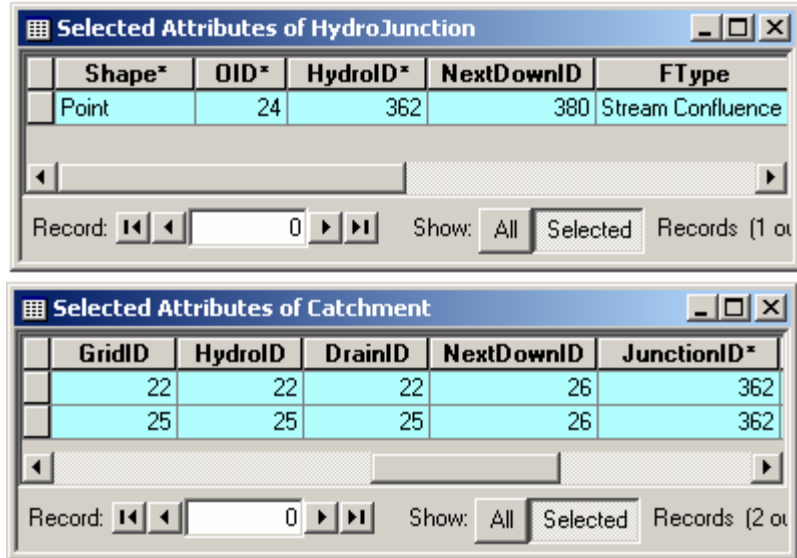 Selected Attributes of HydroJunction
Shape* OID* HydroID* NextDownID FType
Point 24 362 380 Stream Confluence
Record: 0 Show: All Selected Records (1 ou
Selected Attributes of Catchment
GridID HydroID DrainID NextDownID JunctionID*
22 22 22 26 362
25 25 25 26 362
Record: 0 Show: All Selected Records (2 ou